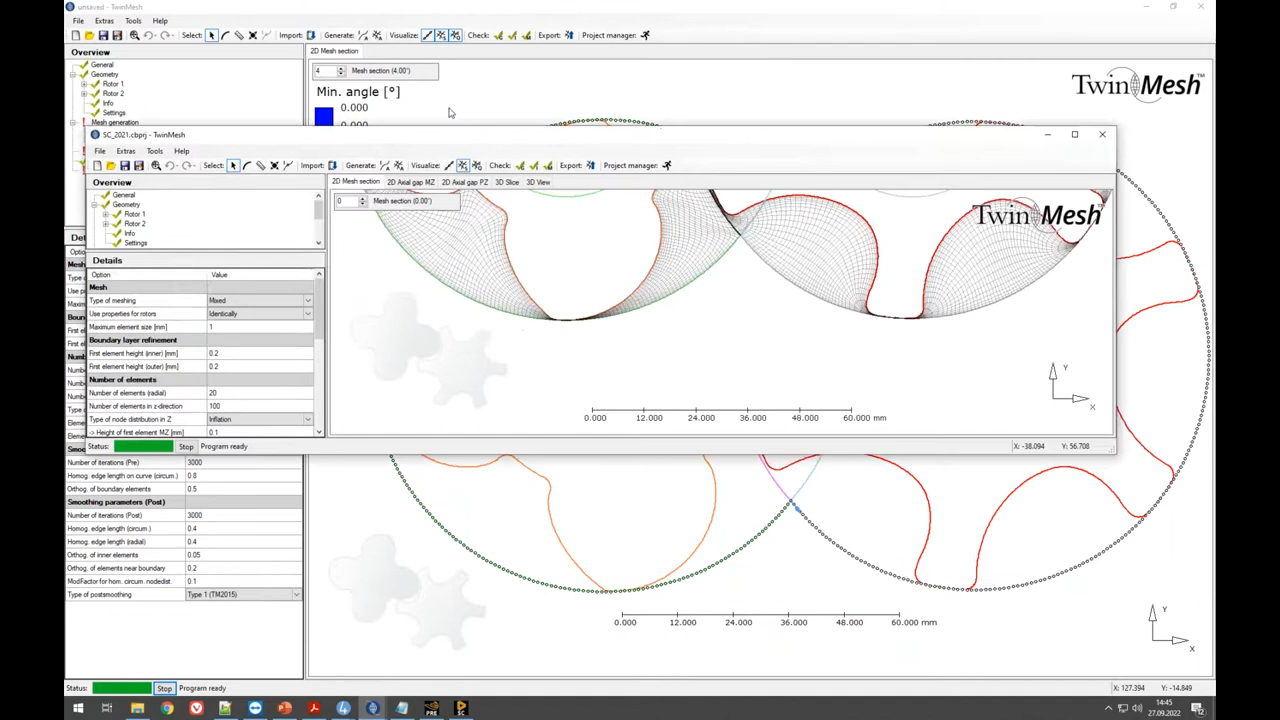 unsaved - TwinMesh
File Extras Tools Help
Select: Import: Generate: Visualize: Check: Export: Project manager:
Overview
General
Geometry
Rotor 1
Rotor 2
Info
Settings
Mesh generation
2D Mesh section
4 Mesh section (4.00°)
Min. angle [°]
0.000
TwinMesh™
SC_2021.cbprj - TwinMesh
File Extras Tools Help
Select: Import: Generate: Visualize: Check: Export: Project manager:
Overview
General
Geometry
Rotor 1
Rotor 2
Info
Settings
2D Mesh section 2D Axial gap MZ 2D Axial gap PZ 3D Slice 3D View
0 Mesh section (0.00°)
TwinMesh
Details
Option Value
Mesh
Type of meshing Mixed
Use properties for rotors Identically
Maximum element size [mm] 1
Boundary layer refinement
First element height (inner) [mm] 0.2
First element height (outer) [mm] 0.2
Number of elements
Number of elements (radial) 20
Number of elements in z-direction 100
Type of node distribution in Z Inflation
-> Height of first element MZ [mm] 0.1
Y
X
0.000 12.000 24.000 36.000 48.000 60.000 mm
Status: Stop Program ready
X: -38.094 Y: 56.708
Number of iterations (Pre) 3000
Homog. edge length on curve (circum.) 0.8
Orthog. of boundary elements 0.5
Smoothing parameters (Post)
Number of iterations (Post) 3000
Homog. edge length (circum.) 0.4
Homog. edge length (radial) 0.4
Orthog. of inner elements 0.05
Orthog. of elements near boundary 0.2
ModFactor for hom. circum. nodedist. 0.1
Type of postsmoothing Type 1 (TM2015)
0.000 12.000 24.000 36.000 48.000 60.000 mm
Y
X
Status: Stop Program ready
X: 127.394 Y: -14.849
PRE
SC
14:45
27.09.2022